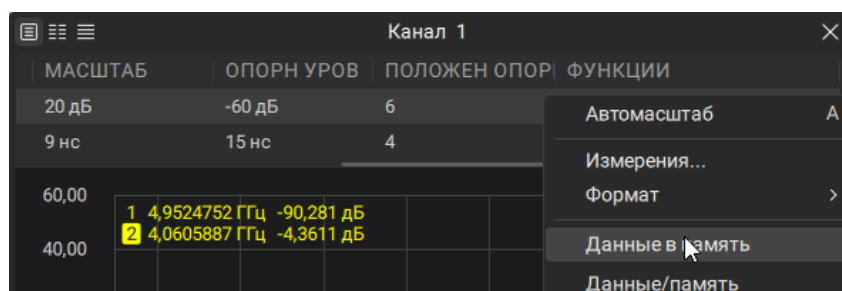 Канал 1
МАСШТАБ ОПОРН УРОВ ПОЛОЖЕН ОПОР ФУНКЦИИ
20 дБ -60 дБ 6
Автомасштаб A
9 нс 15 нс 4
Измерения...
60,00
Формат
1 4,9524752 ГГц -90,281 дБ
2 4,0605887 ГГц -4,3611 дБ
40,00
Данные в память
Данные/память